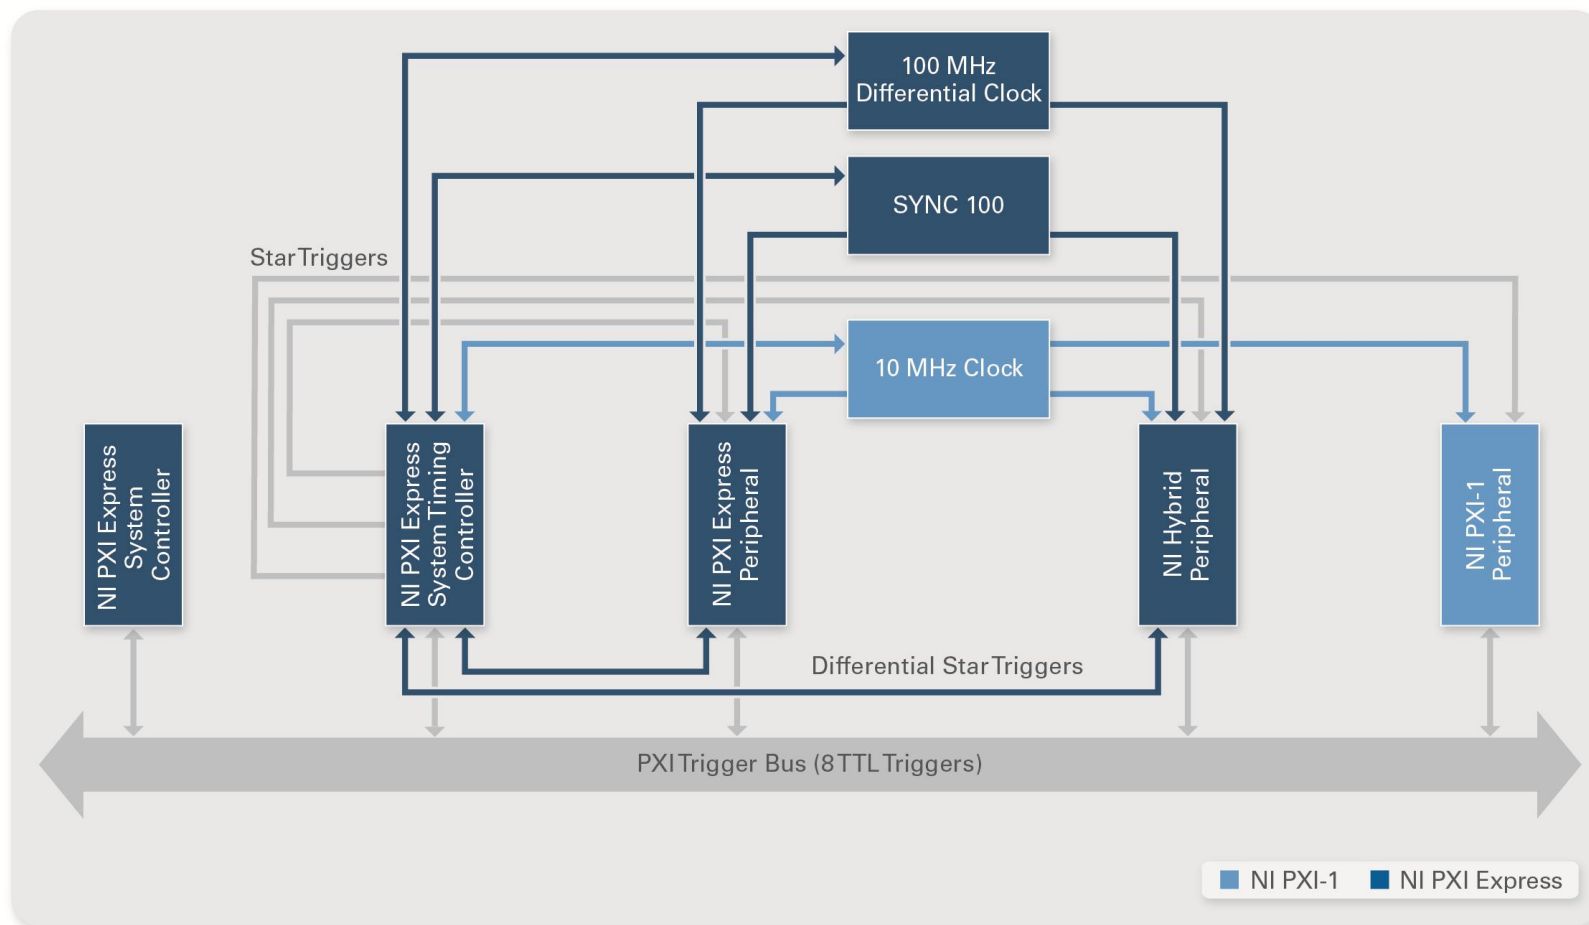 100 MHz
Differential Clock
SYNC 100
Star Triggers
10 MHz Clock
NI PXI Express
System
Controller
NI PXI Express
System Timing
Controller
NI PXI Express
Peripheral
NI Hybrid
Peripheral
NI PXI-1
Peripheral
Differential Star Triggers
PXI Trigger Bus (8 TTL Triggers)
NI PXI-1
NI PXI Express